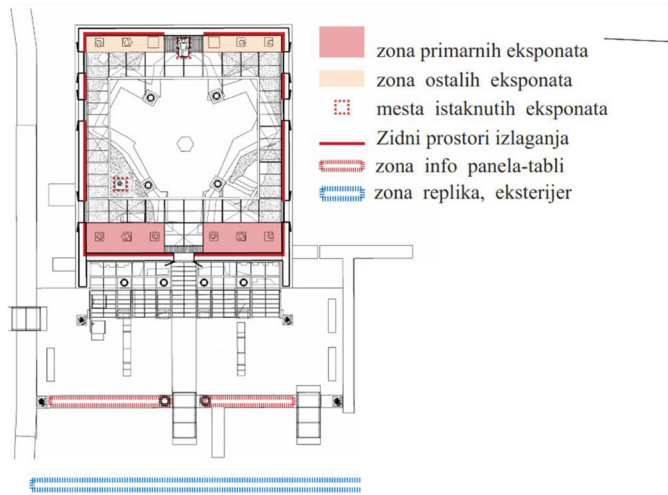 zona primarnih eksponata
zona ostalih eksponata
mesta istaknutih eksponata
Zidni prostori izlaganja
zona info panela-tabli
zona replika, eksterijer